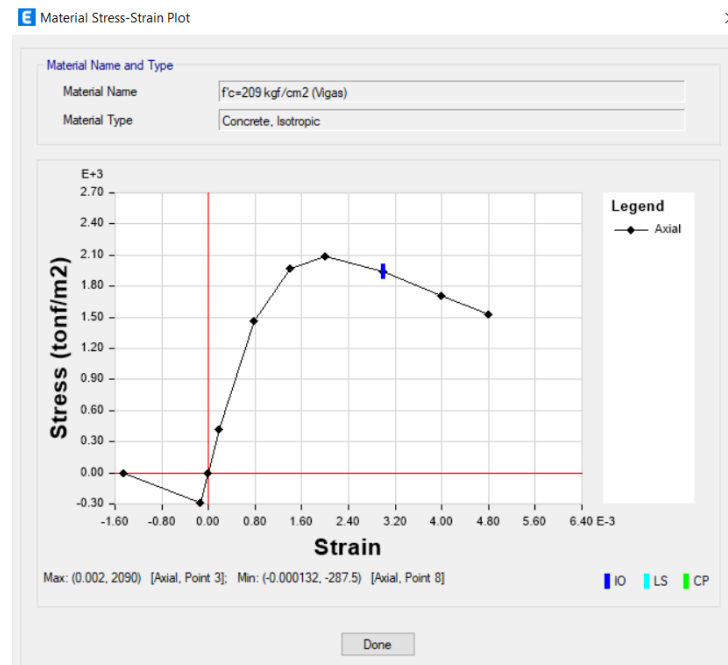 E Material Stress-Strain Plot
Material Name and Type
Material Name f'c=209 kgf/cm2 (Vigas)
Material Type Concrete, Isotropic
E+3
2.70
2.40
2.10
1.80
1.50
1.20
0.90
0.60
0.30
0.00
-0.30
Stress (tonf/m2)
-1.60 -0.80 0.00 0.80 1.60 2.40 3.20 4.00 4.80 5.60 6.40 E-3
Strain
Legend
Axial
Max: (0.002, 2090) [Axial, Point 3]; Min: (-0.000132, -287.5) [Axial, Point 8]
IO LS CP
Done